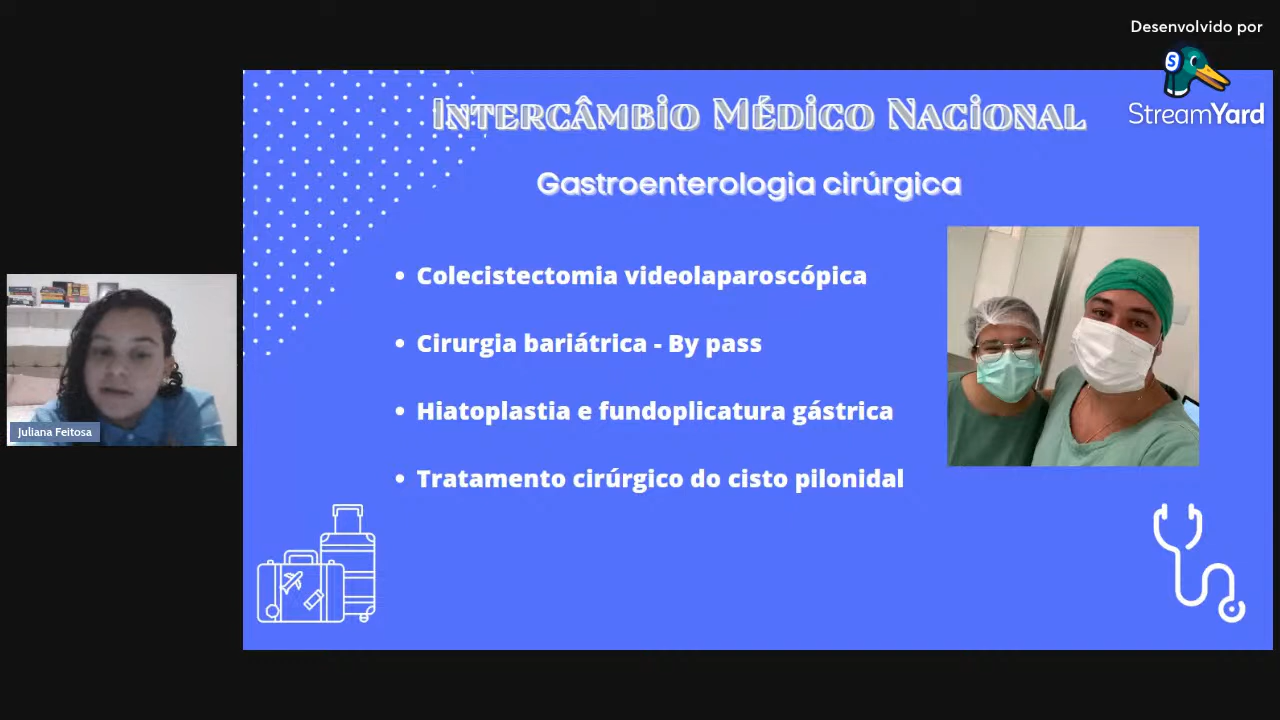 Desenvolvido por
StreamYard
Intercâmbio Médico Nacional
Gastroenterologia cirúrgica
• Colecistectomia videolaparoscópica
• Cirurgia bariátrica - By pass
• Hiatoplastia e fundoplicatura gástrica
• Tratamento cirúrgico do cisto pilonidal
Juliana Feitosa